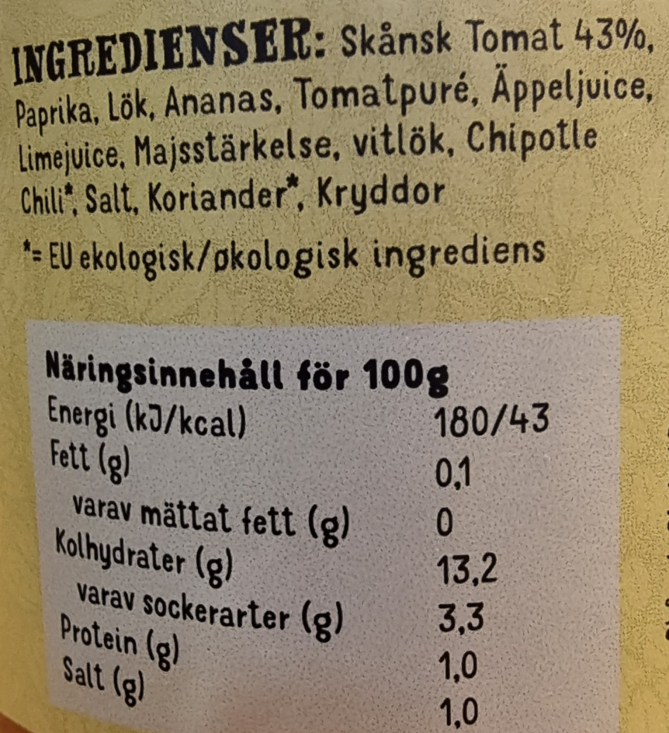 INGREDIENSER: Skånsk Tomat 43%,
Paprika, Lök, Ananas, Tomatpuré, Äppeljuice,
Limejuice, Majsstärkelse, vitlök, Chipotle
Chili*, Salt, Koriander*, Kryddor
*= EU ekologisk/økologisk ingrediens
Näringsinnehåll för 100g
Energi (kJ/kcal) 180/43
Fett (g) 0,1
varav mättat fett (g) 0
Kolhydrater (g) 13,2
varav sockerarter (g) 3,3
Protein (g) 1,0
Salt (g) 1,0